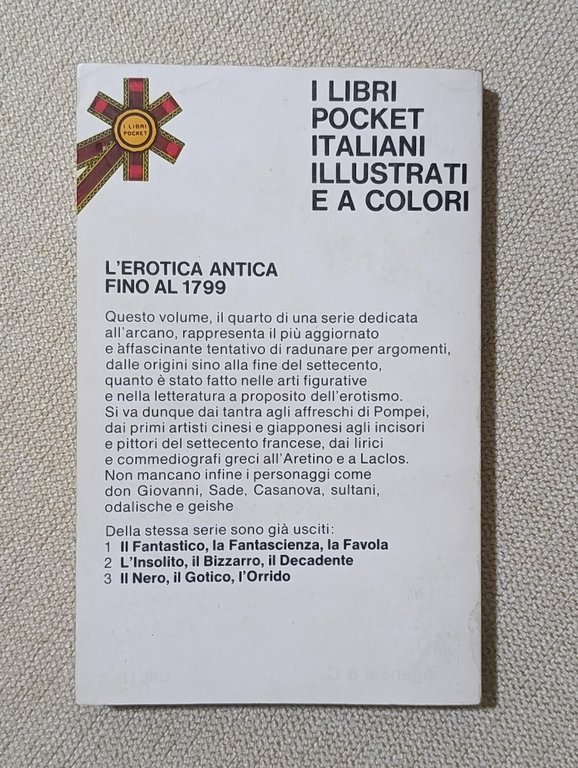 I LIBRI
POCKET
I LIBRI
POCKET
ITALIANI
ILLUSTRATI
E A COLORI
L'EROTICA ANTICA
FINO AL 1799
Questo volume, il quarto di una serie dedicata
all'arcano, rappresenta il più aggiornato
e àffascinante tentativo di radunare per argomenti,
dalle origini sino alla fine del settecento,
quanto è stato fatto nelle arti figurative
e nella letteratura a proposito dell'erotismo.
Si va dunque dai tantra agli affreschi di Pompei,
dai primi artisti cinesi e giapponesi agli incisori
e pittori del settecento francese, dai lirici
e commediografi greci all'Aretino e a Laclos.
Non mancano infine i personaggi come
don Giovanni, Sade, Casanova, sultani,
odalische e geishe
Della stessa serie sono già usciti:
1 Il Fantastico, la Fantascienza, la Favola
2 L'Insolito, il Bizzarro, il Decadente
3 Il Nero, il Gotico, l'Orrido